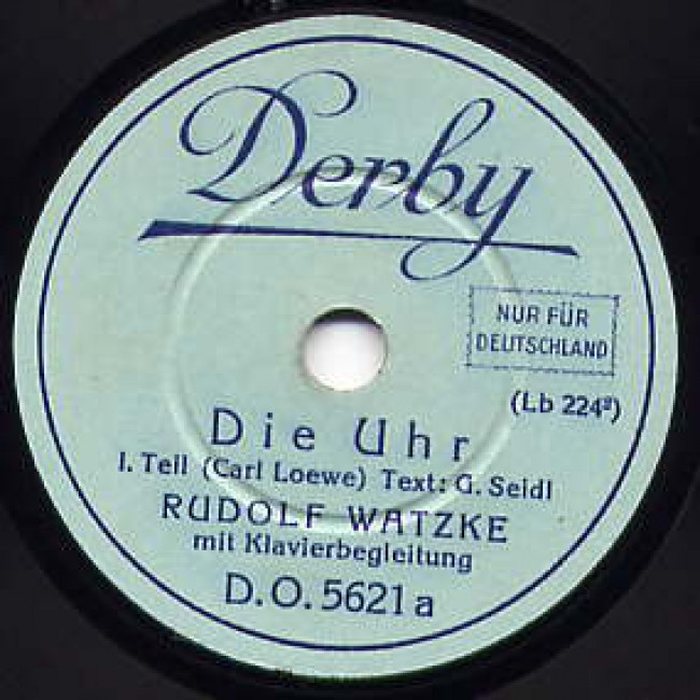 Derby
NUR FÜR
DEUTSCHLAND
(Lb 224²)
Die Uhr
I. Teil (Carl Loewe) Text: G. Seidl
RUDOLF WATZKE
mit Klavierbegleitung
D.O. 5621 a